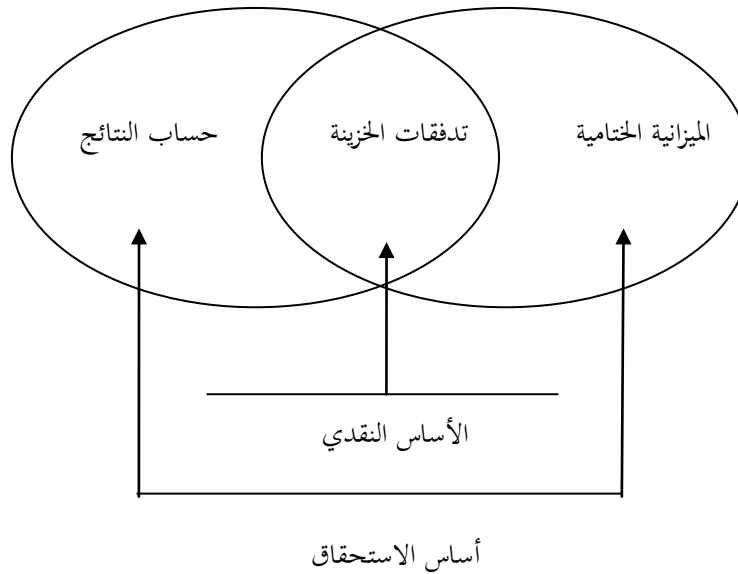 الميزانية الختامية
تدفقات الخزينة
حساب النتائج
الأساس النقدي
أساس الاستحقاق